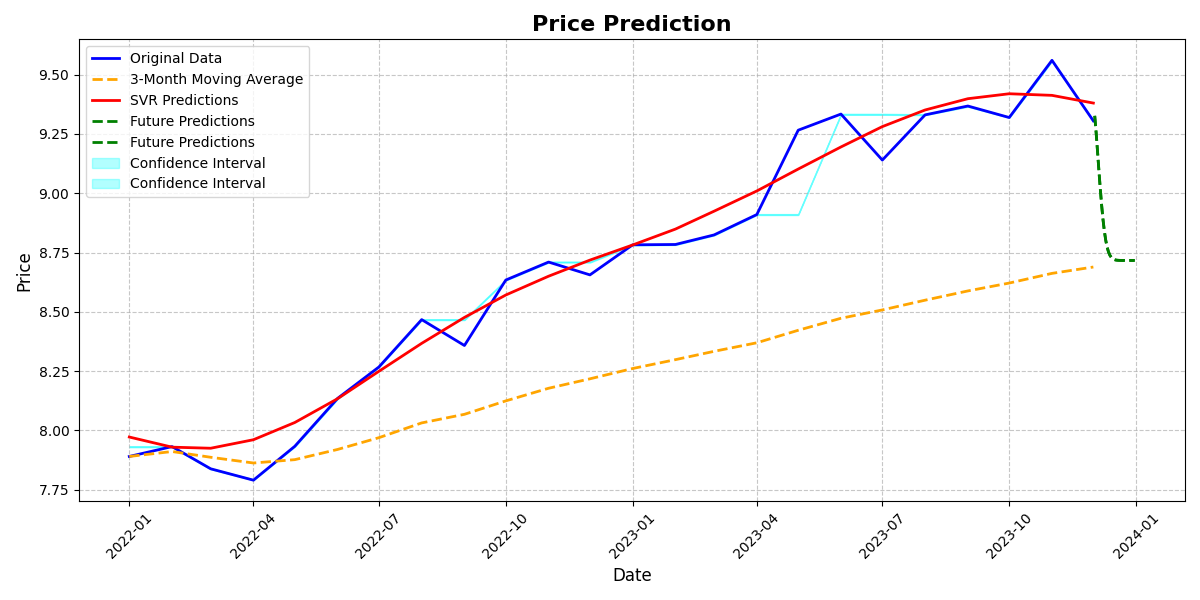 Price Prediction
Original Data
3-Month Moving Average
SVR Predictions
Future Predictions
Future Predictions
Confidence Interval
Confidence Interval
Price
9.50
9.25
9.00
8.75
8.50
8.25
8.00
7.75
2022-01
2022-04
2022-07
2022-10
2023-01
2023-04
2023-07
2023-10
2024-01
Date